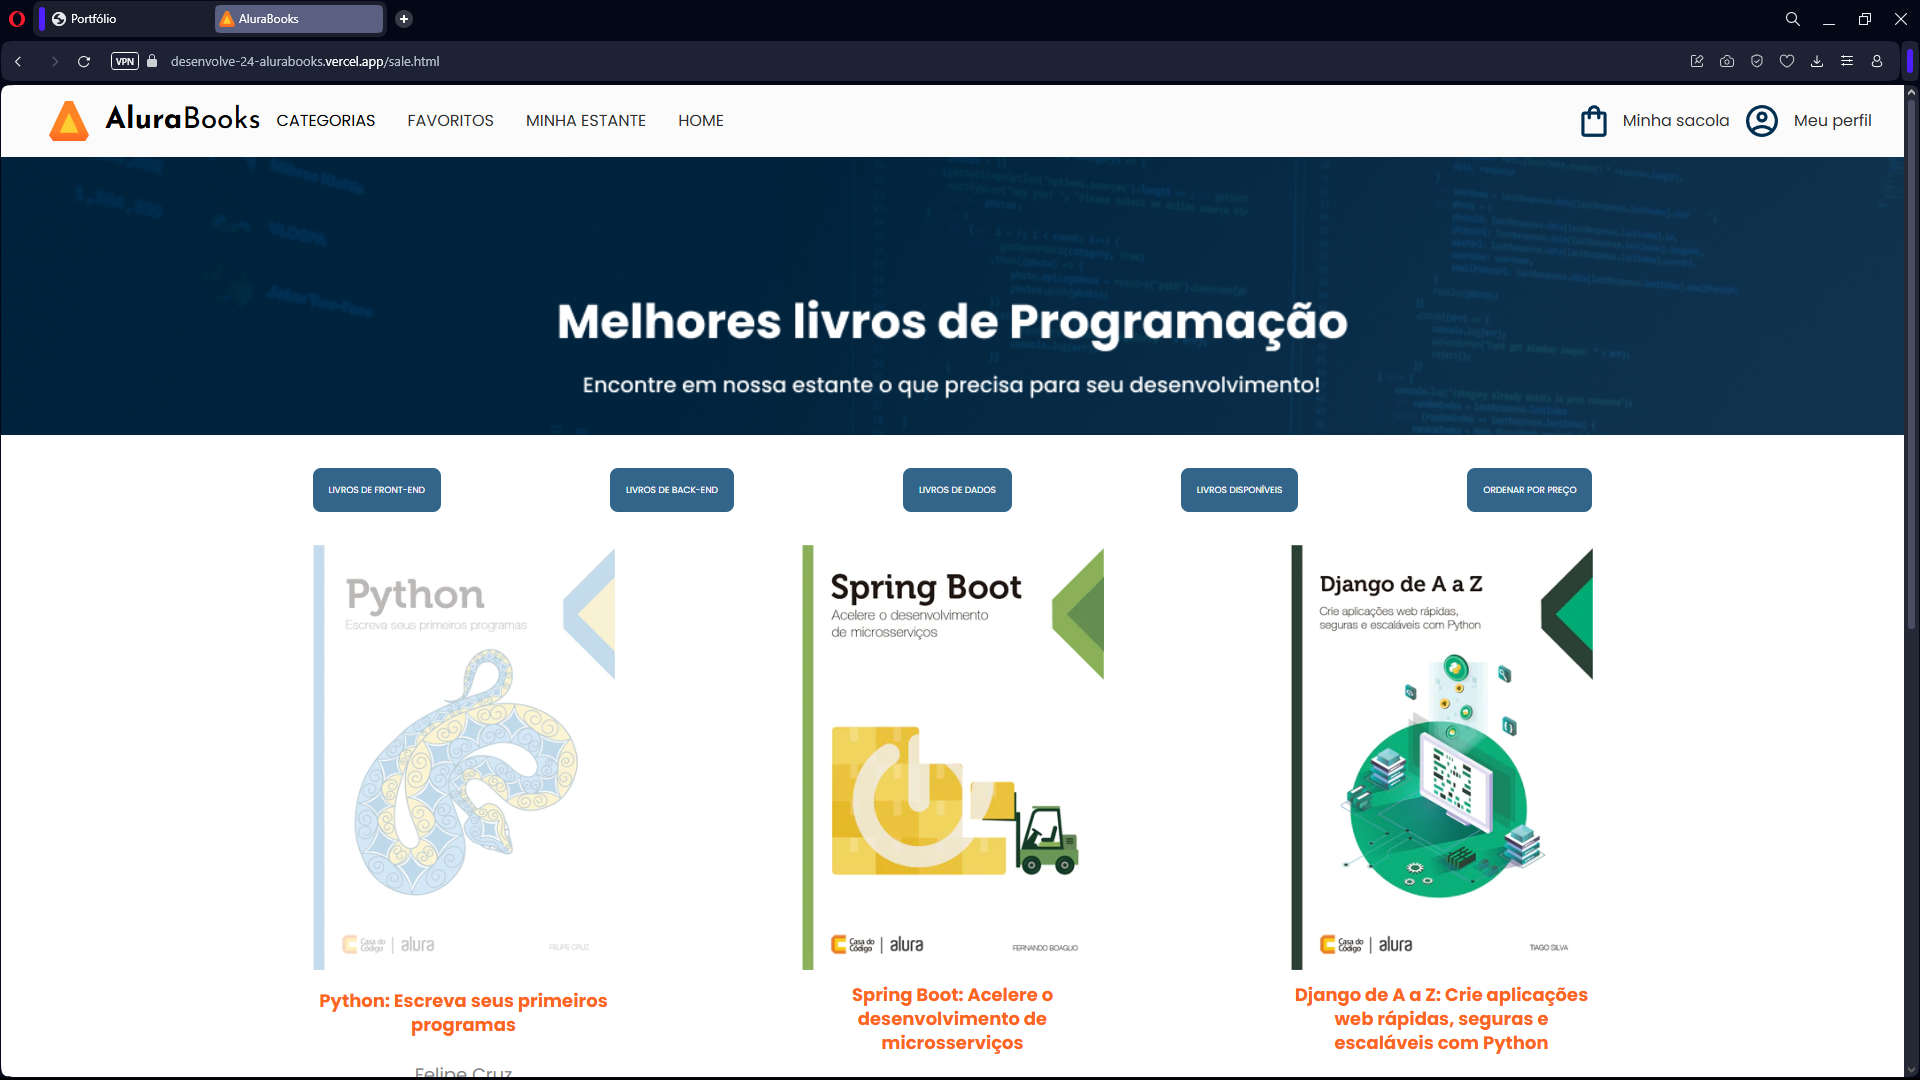 Portfólio
AluraBooks
VPN
desenvolve-24-alurabooks.vercel.app/sale.html
AluraBooks
CATEGORIAS
FAVORITOS
MINHA ESTANTE
HOME
Minha sacola
Meu perfil
Melhores livros de Programação
Encontre em nossa estante o que precisa para seu desenvolvimento!
LIVROS DE FRONT-END
LIVROS DE BACK-END
LIVROS DE DADOS
LIVROS DISPONÍVEIS
ORDENAR POR PREÇO
Python
Escreva seus primeiros programas
Casa do
Código
alura
FELIPE CRUZ
Spring Boot
Acelere o desenvolvimento
de microsserviços
Casa do
Código
alura
FERNANDO BOAGLIO
Django de A a Z
Crie aplicações web rápidas,
seguras e escaláveis com Python
Casa do
Código
alura
TIAGO SILVA
Python: Escreva seus primeiros
programas
Felipe Cruz
Spring Boot: Acelere o
desenvolvimento de
microsserviços
Django de A a Z: Crie aplicações
web rápidas, seguras e
escaláveis com Python